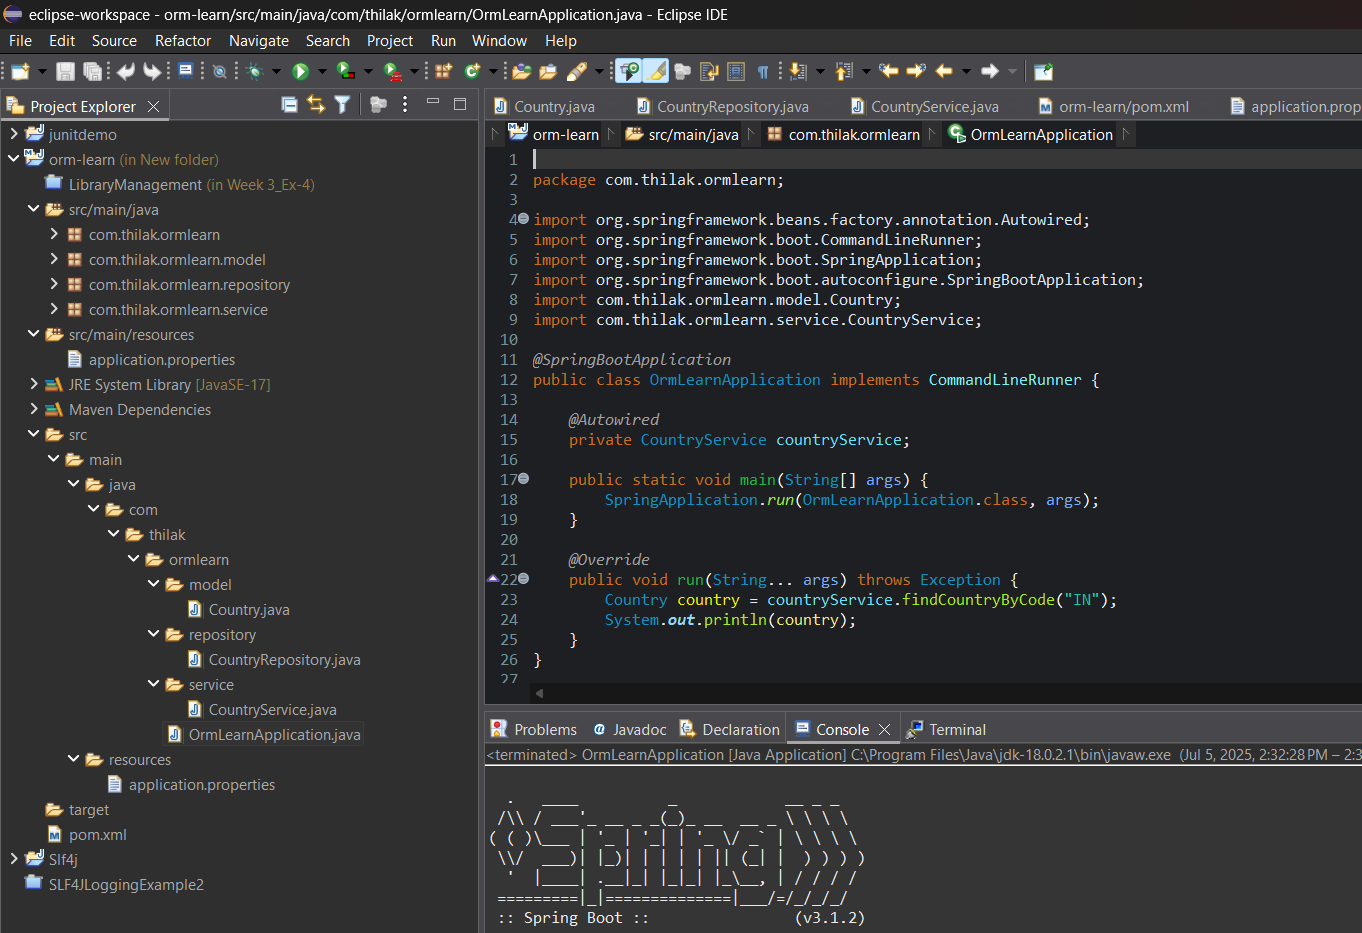 eclipse-workspace - orm-learn/src/main/java/com/thilak/ormlearn/OrmLearnApplication.java - Eclipse IDE
File Edit Source Refactor Navigate Search Project Run Window Help
Project Explorer
junitdemo
orm-learn (in New folder)
LibraryManagement (in Week 3_Ex-4)
src/main/java
com.thilak.ormlearn
com.thilak.ormlearn.model
com.thilak.ormlearn.repository
com.thilak.ormlearn.service
src/main/resources
application.properties
JRE System Library [JavaSE-17]
Maven Dependencies
src
main
java
com
thilak
ormlearn
model
Country.java
repository
CountryRepository.java
service
CountryService.java
OrmLearnApplication.java
resources
application.properties
target
pom.xml
Slf4j
SLF4JLoggingExample2
Country.java CountryRepository.java CountryService.java orm-learn/pom.xml application.prop
orm-learn src/main/java com.thilak.ormlearn OrmLearnApplication
1
2 package com.thilak.ormlearn;
3
4 import org.springframework.beans.factory.annotation.Autowired;
5 import org.springframework.boot.CommandLineRunner;
6 import org.springframework.boot.SpringApplication;
7 import org.springframework.boot.autoconfigure.SpringBootApplication;
8 import com.thilak.ormlearn.model.Country;
9 import com.thilak.ormlearn.service.CountryService;
10
11 @SpringBootApplication
12 public class OrmLearnApplication implements CommandLineRunner {
13
14 @Autowired
15 private CountryService countryService;
16
17 public static void main(String[] args) {
18 SpringApplication.run(OrmLearnApplication.class, args);
19 }
20
21 @Override
22 public void run(String... args) throws Exception {
23 Country country = countryService.findCountryByCode("IN");
24 System.out.println(country);
25 }
26 }
27
Problems Javadoc Declaration Console Terminal
<terminated> OrmLearnApplication [Java Application] C:\Program Files\Java\jdk-18.0.2.1\bin\javaw.exe (Jul 5, 2025, 2:32:28 PM – 2:3
  .   ____          _            __ _ _
 /\\ / ___'_ __ _ _(_)_ __  __ _ \ \ \ \
( ( )\___ | '_ | '_| | '_ \/ _` | \ \ \ \
 \\/  ___)| |_)| | | | | || (_| |  ) ) ) )
  '  |____| .__|_| |_|_| |_\__, | / / / /
 =========|_|==============|___/=/_/_/_/
 :: Spring Boot ::                (v3.1.2)